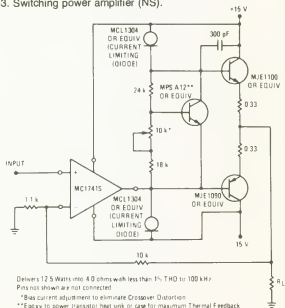 3. Switching power amplifier (NS).
+15 V
MCL1304
OR EQUIV
(CURRENT
LIMITING
DIODE)
300 pF
MJE1100
OR EQUIV
24 k
MPS A12**
OR EQUIV
0.33
10 k*
0.33
18 k
INPUT
+
MC1741S
-
MCL1304
OR EQUIV
(CURRENT
LIMITING
DIODE)
MJE1090
OR EQUIV
1.1 k
15 V
10 k
RL
Delivers 12.5 Watts into 4.0 ohms with less than 1% THD to 100 kHz
Pins not shown are not connected
*Bias current adjustment to eliminate Crossover Distortion
**Epoxy to power transistor heat sink or case for maximum Thermal Feedback